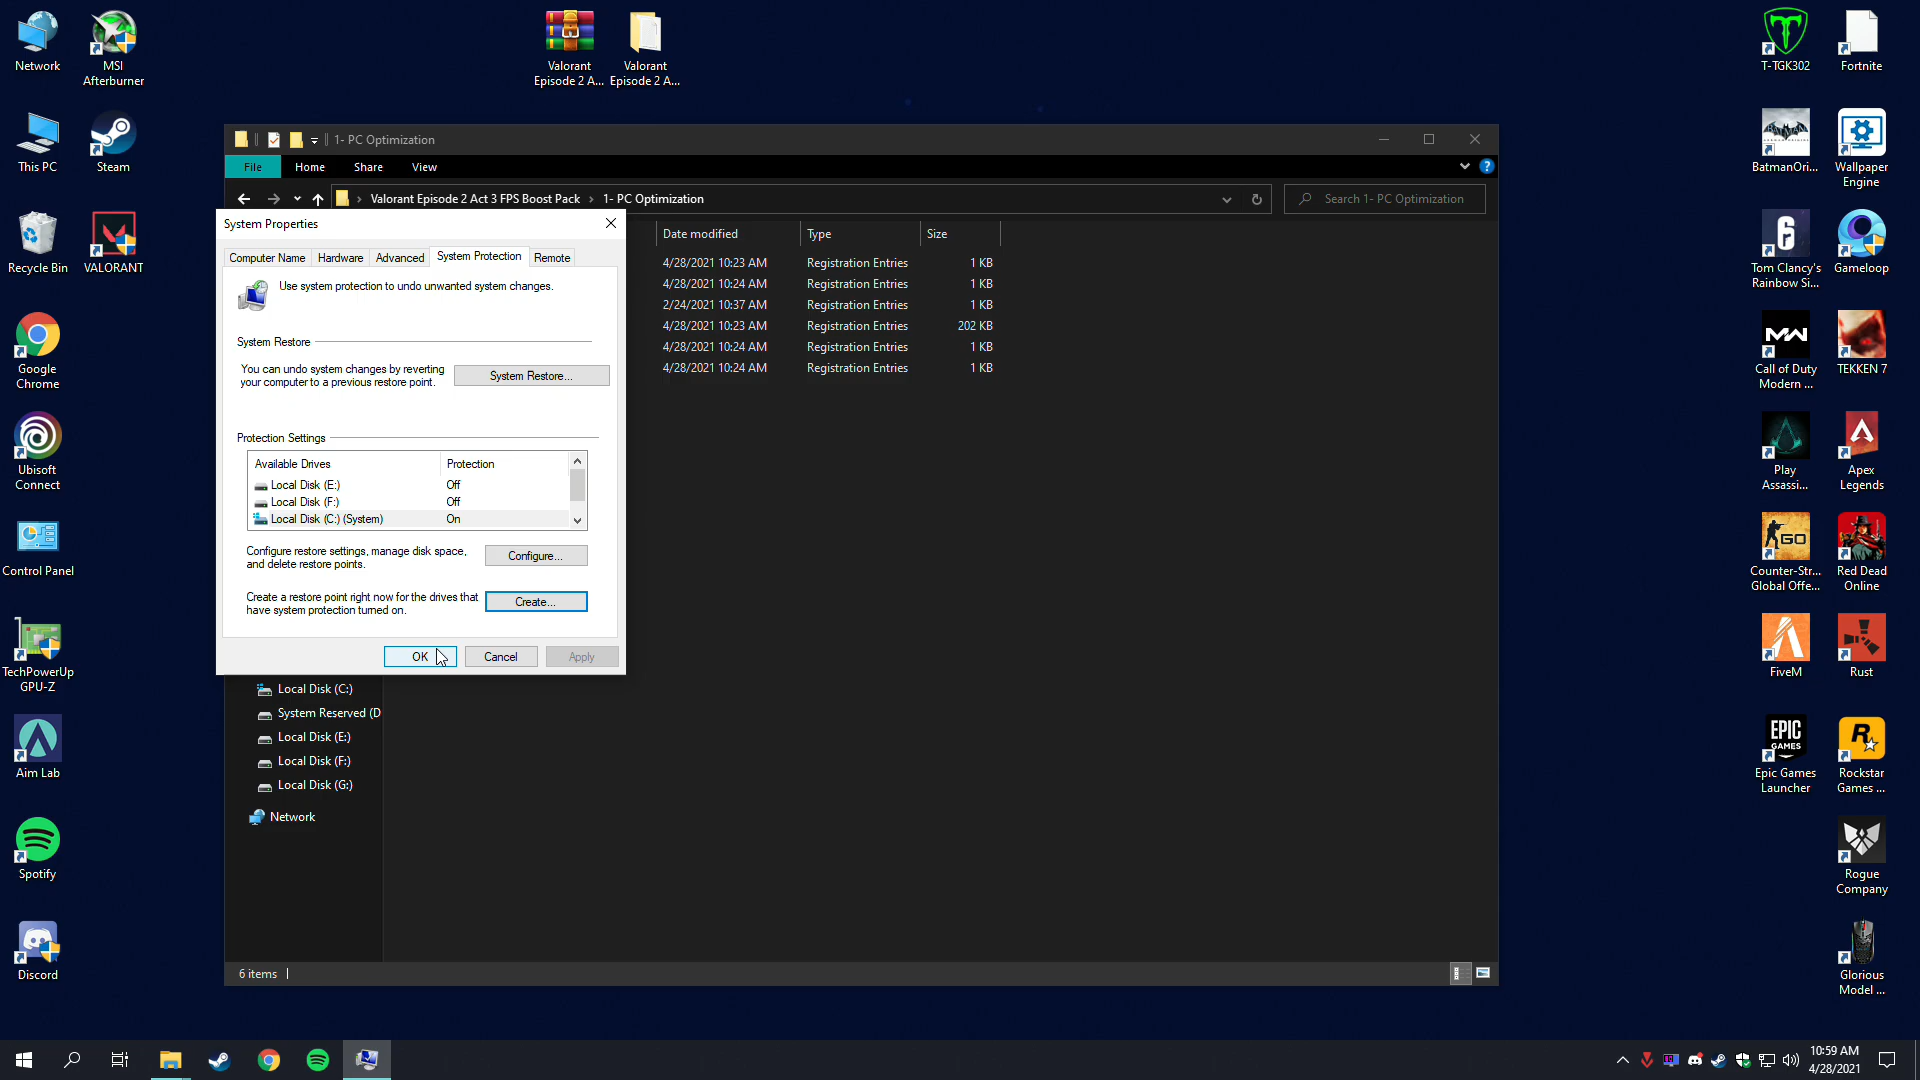 Network
MSI
Afterburner
This PC
Steam
Recycle Bin
VALORANT
Google
Chrome
Ubisoft
Connect
Control Panel
TechPowerUp
GPU-Z
Aim Lab
Spotify
Discord
Valorant
Episode 2 A...
Valorant
Episode 2 A...
1- PC Optimization
File
Home
Share
View
?
Valorant Episode 2 Act 3 FPS Boost Pack
1- PC Optimization
Search 1- PC Optimization
Date modified
Type
Size
4/28/2021 10:23 AM Registration Entries 1 KB
4/28/2021 10:24 AM Registration Entries 1 KB
2/24/2021 10:37 AM Registration Entries 1 KB
4/28/2021 10:23 AM Registration Entries 202 KB
4/28/2021 10:24 AM Registration Entries 1 KB
4/28/2021 10:24 AM Registration Entries 1 KB
System Properties
Computer Name
Hardware
Advanced
System Protection
Remote
Use system protection to undo unwanted system changes.
System Restore
You can undo system changes by reverting
your computer to a previous restore point.
System Restore...
Protection Settings
Available Drives Protection
Local Disk (E:) Off
Local Disk (F:) Off
Local Disk (C:) (System) On
Configure restore settings, manage disk space,
and delete restore points.
Configure...
Create a restore point right now for the drives that
have system protection turned on.
Create...
OK
Cancel
Apply
Local Disk (C:)
System Reserved (D
Local Disk (E:)
Local Disk (F:)
Local Disk (G:)
Network
6 items
T-TGK302
Fortnite
BATMAN
BatmanOri...
Wallpaper
Engine
6
Tom Clancy's
Rainbow Si...
Gameloop
MW
Call of Duty
Modern ...
TEKKEN 7
Play
Assassi...
Apex
Legends
GO
Counter-Str...
Global Offe...
Red Dead
Online
FiveM
Rust
EPIC
GAMES
Epic Games
Launcher
R
Rockstar
Games ...
Rogue
Company
Glorious
Model ...
10:59 AM
4/28/2021